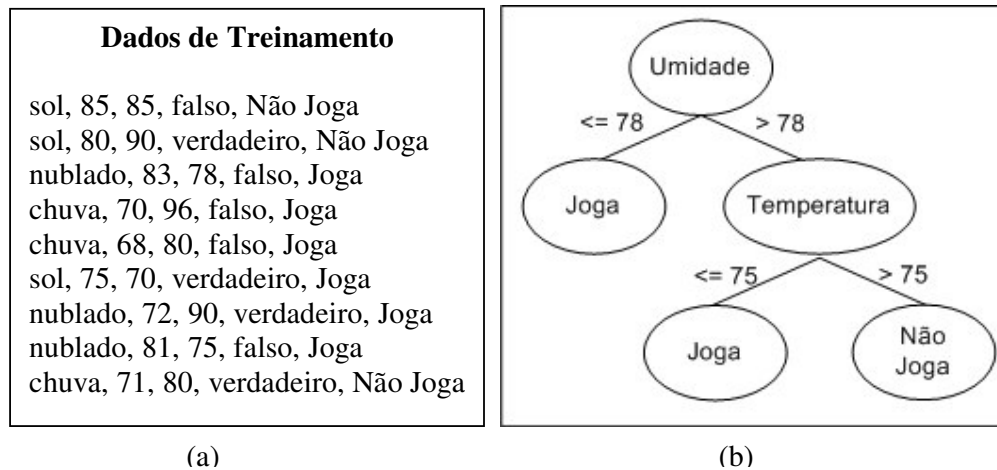 Dados de Treinamento
sol, 85, 85, falso, Não Joga
sol, 80, 90, verdadeiro, Não Joga
nublado, 83, 78, falso, Joga
chuva, 70, 96, falso, Joga
chuva, 68, 80, falso, Joga
sol, 75, 70, verdadeiro, Joga
nublado, 72, 90, verdadeiro, Joga
nublado, 81, 75, falso, Joga
chuva, 71, 80, verdadeiro, Não Joga
(a)
Umidade
<= 78 > 78
Joga Temperatura
<= 75 > 75
Joga Não
Joga
(b)